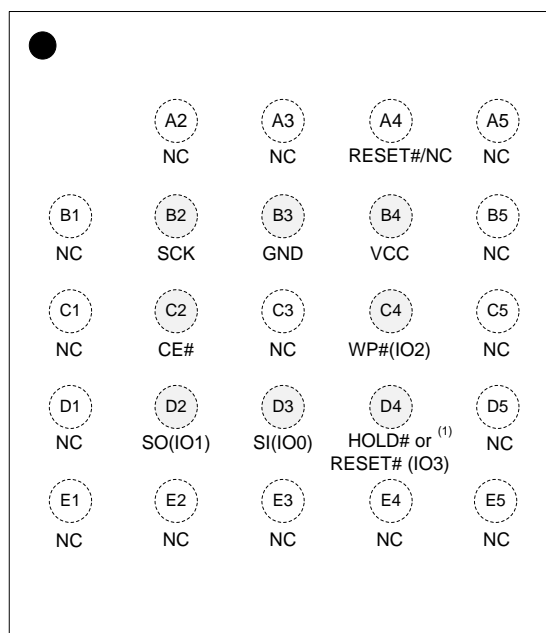 A2 A3 A4 A5
NC NC RESET#/NC NC
B1 B2 B3 B4 B5
NC SCK GND VCC NC
C1 C2 C3 C4 C5
NC CE# NC WP#(IO2) NC
D1 D2 D3 D4 D5
NC SO(IO1) SI(IO0) HOLD# or (1) NC
RESET# (IO3)
E1 E2 E3 E4 E5
NC NC NC NC NC